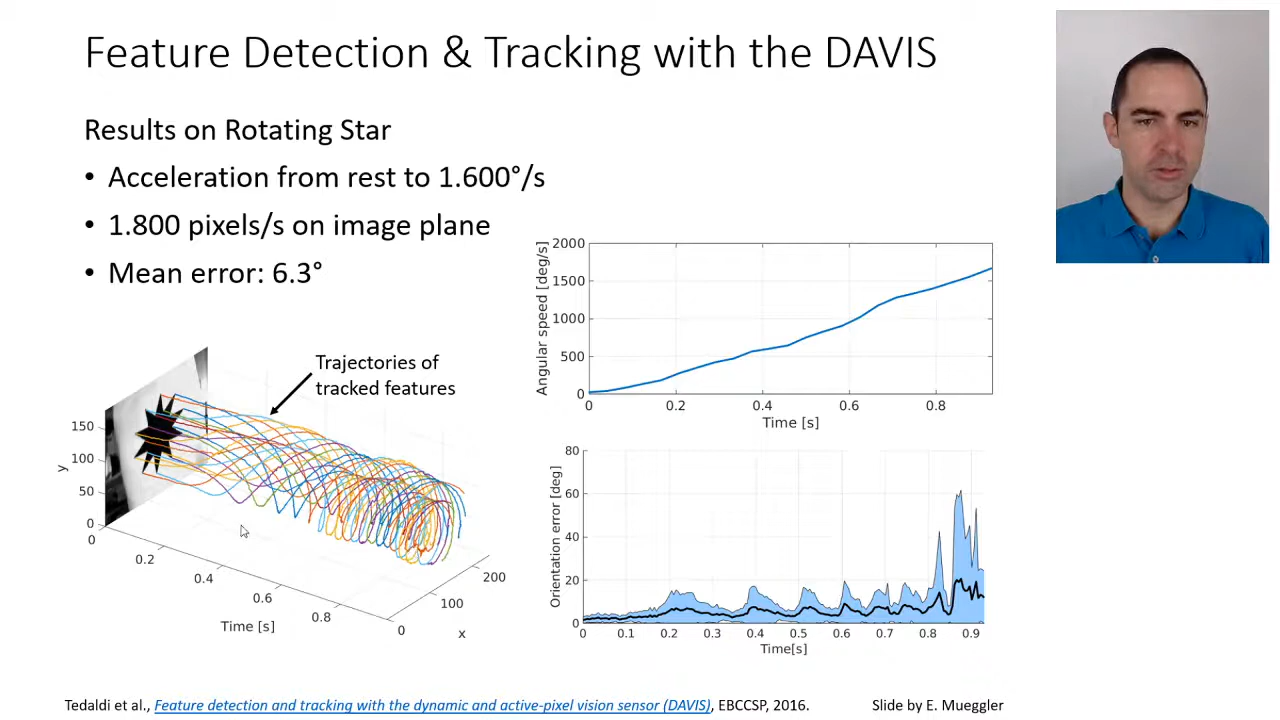 Feature Detection & Tracking with the DAVIS
Results on Rotating Star
• Acceleration from rest to 1.600°/s
• 1.800 pixels/s on image plane
• Mean error: 6.3°
Trajectories of
tracked features
y
150
100
50
0
0
0.2
0.4
0.6
0.8
Time [s]
0
100
200
x
Angular speed [deg/s]
2000
1500
1000
500
0
0 0.2 0.4 0.6 0.8
Time [s]
Orientation error [deg]
80
60
40
20
0
0 0.1 0.2 0.3 0.4 0.5 0.6 0.7 0.8 0.9
Time[s]
Tedaldi et al., Feature detection and tracking with the dynamic and active-pixel vision sensor (DAVIS), EBCCSP, 2016.
Slide by E. Mueggler